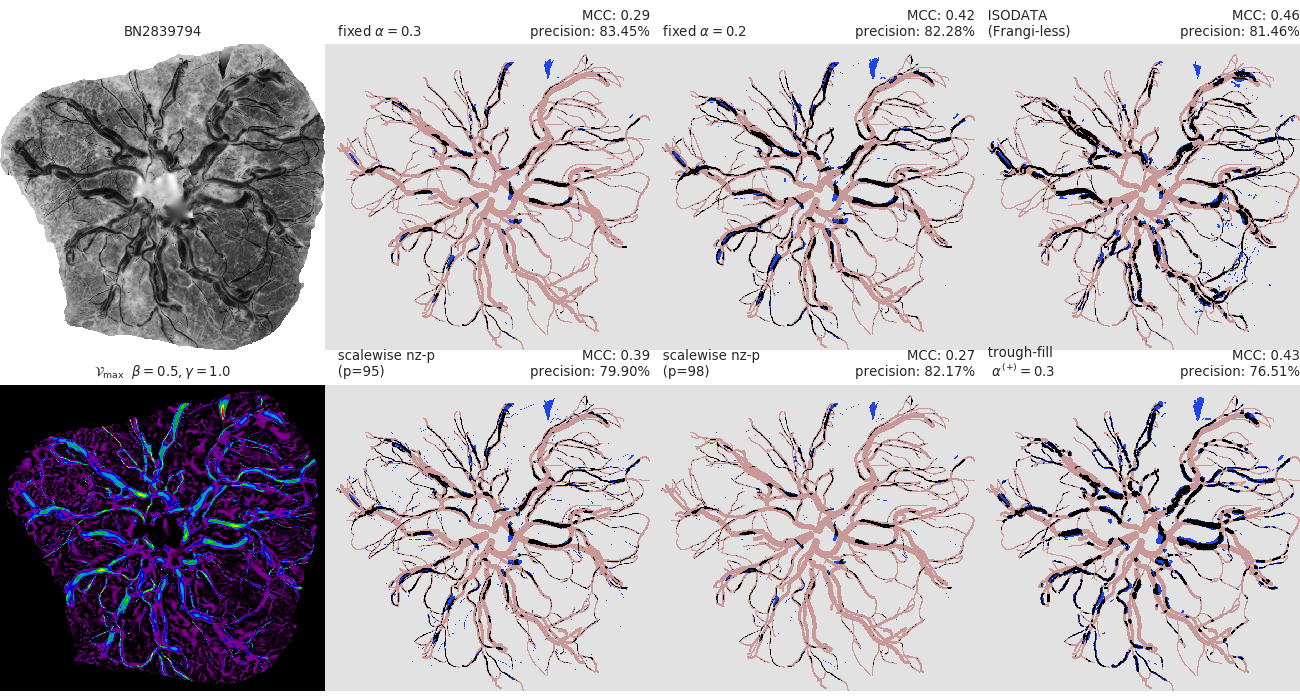 BN2839794
fixed α = 0.3
MCC: 0.29
precision: 83.45%
fixed α = 0.2
MCC: 0.42
precision: 82.28%
ISODATA
(Frangi-less)
MCC: 0.46
precision: 81.46%
𝒱max β = 0.5, γ = 1.0
scalewise nz-p
(p=95)
MCC: 0.39
precision: 79.90%
scalewise nz-p
(p=98)
MCC: 0.27
precision: 82.17%
trough-fill
α(+) = 0.3
MCC: 0.43
precision: 76.51%